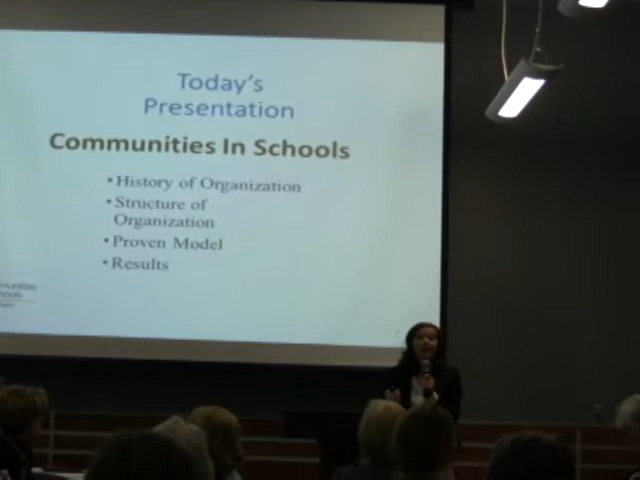 Today's
Presentation
Communities In Schools
• History of Organization
• Structure of
Organization
• Proven Model
• Results